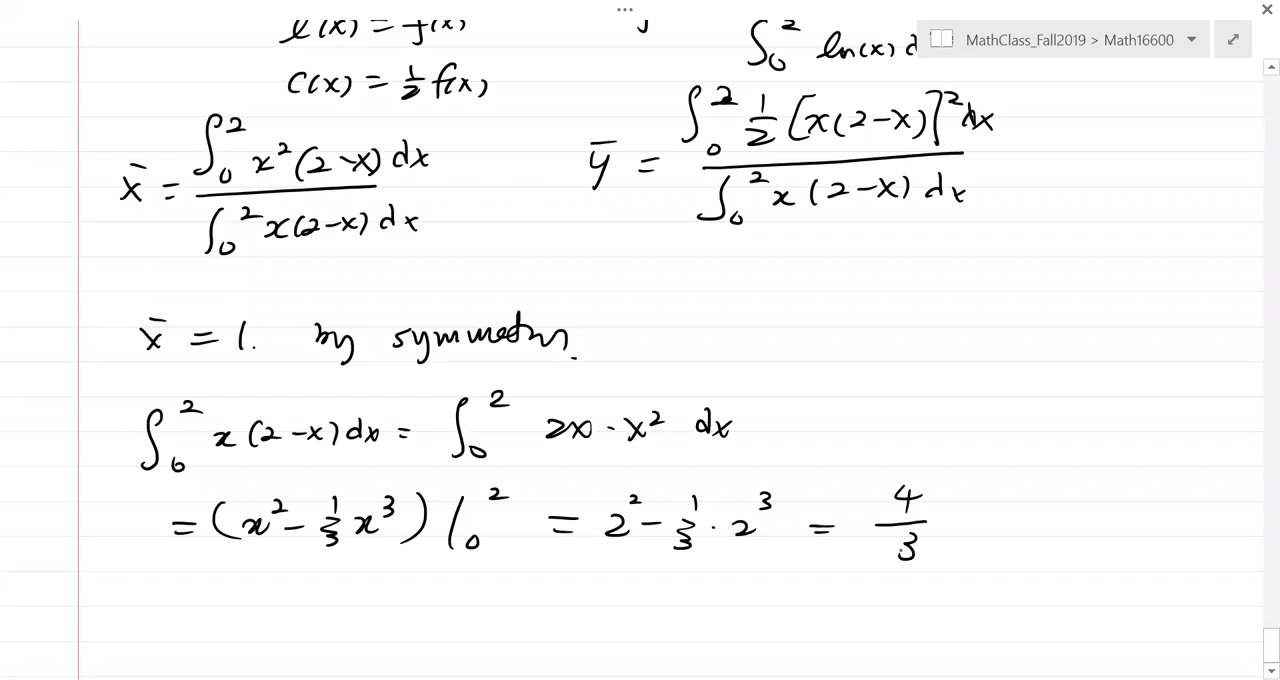 ℓ(x) = f(x)
MathClass_Fall2019 > Math16600
∫₀² ln(x) d
C(x) = ½ f(x)
x̄ = ∫₀² x²(2-x) dx / ∫₀² x(2-x) dx
ȳ = ∫₀² ½ [x(2-x)]² dx / ∫₀² x(2-x) dx
x̄ = 1. by symmetry.
∫₀² x(2-x) dx = ∫₀² 2x - x² dx
= (x² - ⅓x³) |₀² = 2² - ⅓ · 2³ = 4/3